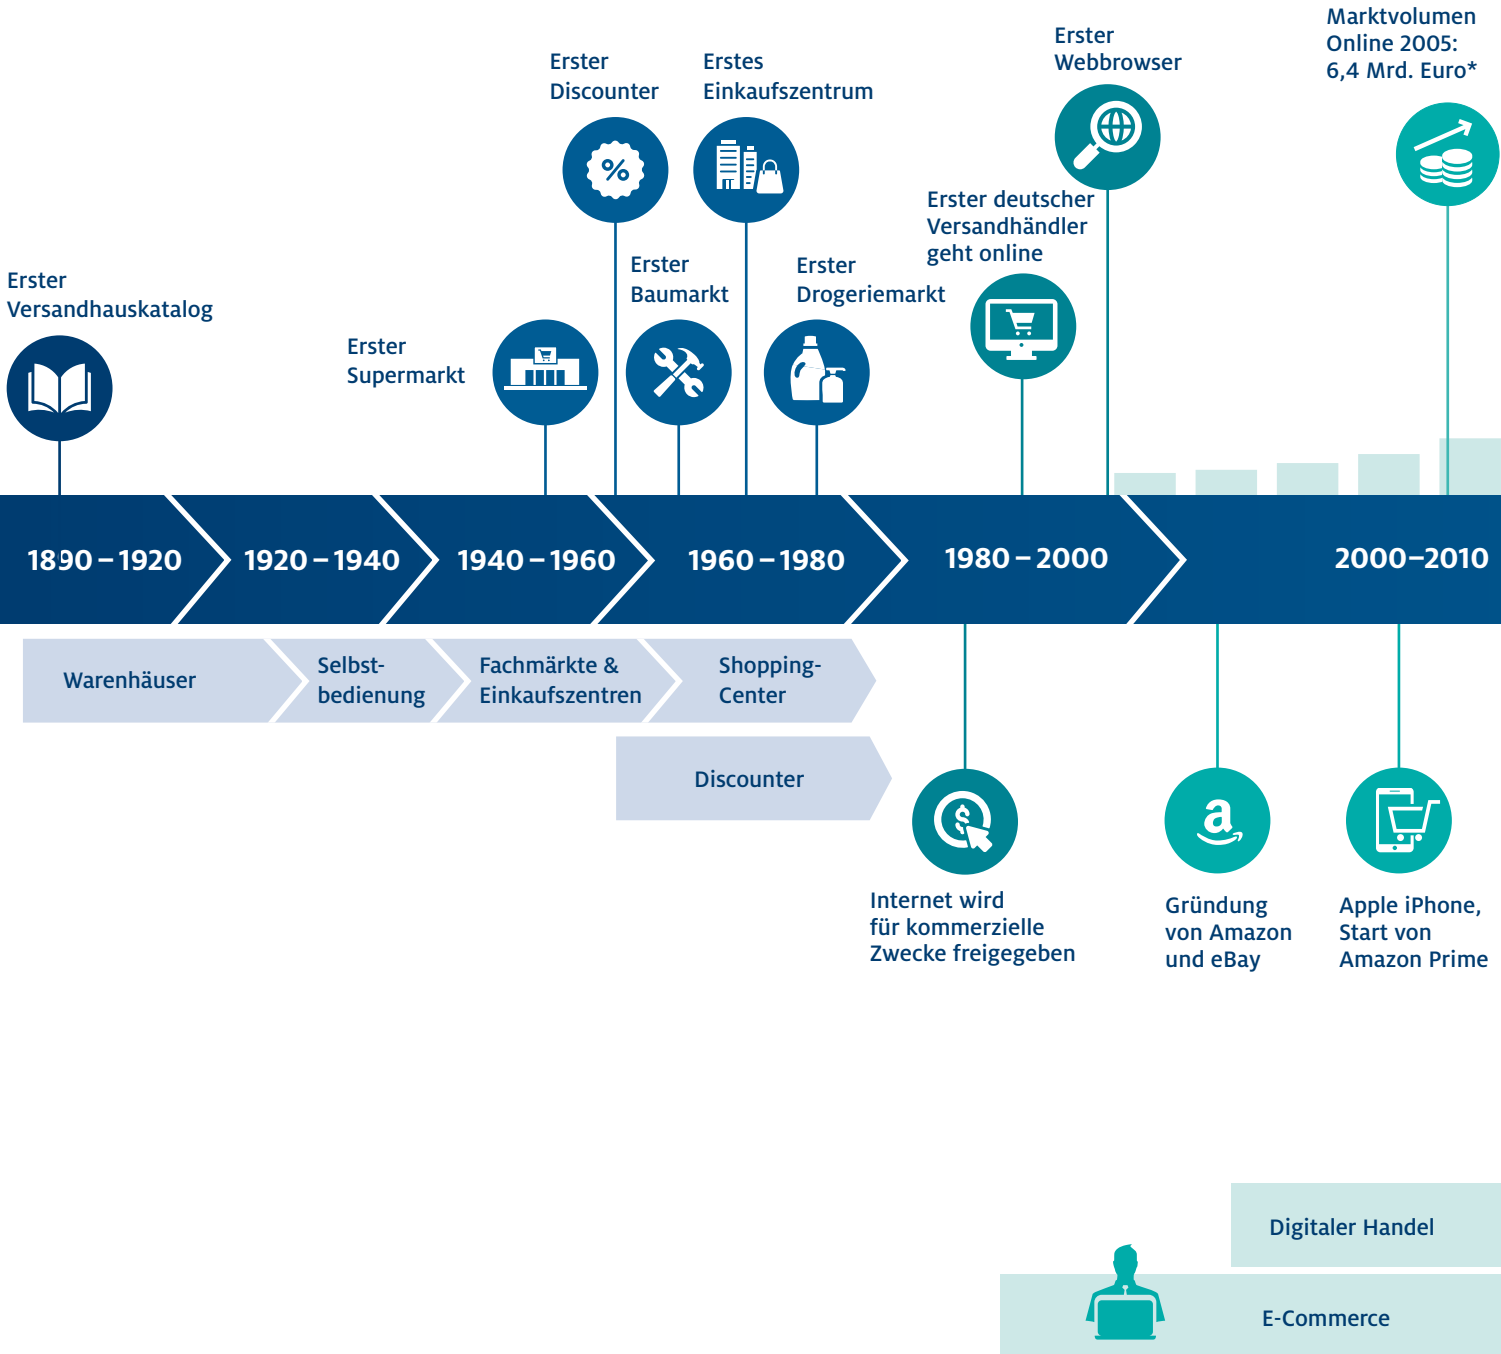 Marktvolumen
Online 2005:
6,4 Mrd. Euro*
Erster
Webbrowser
Erster
Discounter
Erstes
Einkaufszentrum
Erster deutscher
Versandhändler
geht online
Erster
Baumarkt
Erster
Drogeriemarkt
Erster
Versandhauskatalog
Erster
Supermarkt
%
1890 – 1920
1920 – 1940
1940 – 1960
1960 – 1980
1980 – 2000
2000–2010
Warenhäuser
Selbst-
bedienung
Fachmärkte &
Einkaufszentren
Shopping-
Center
Discounter
$
a
Internet wird
für kommerzielle
Zwecke freigegeben
Gründung
von Amazon
und eBay
Apple iPhone,
Start von
Amazon Prime
Digitaler Handel
E-Commerce